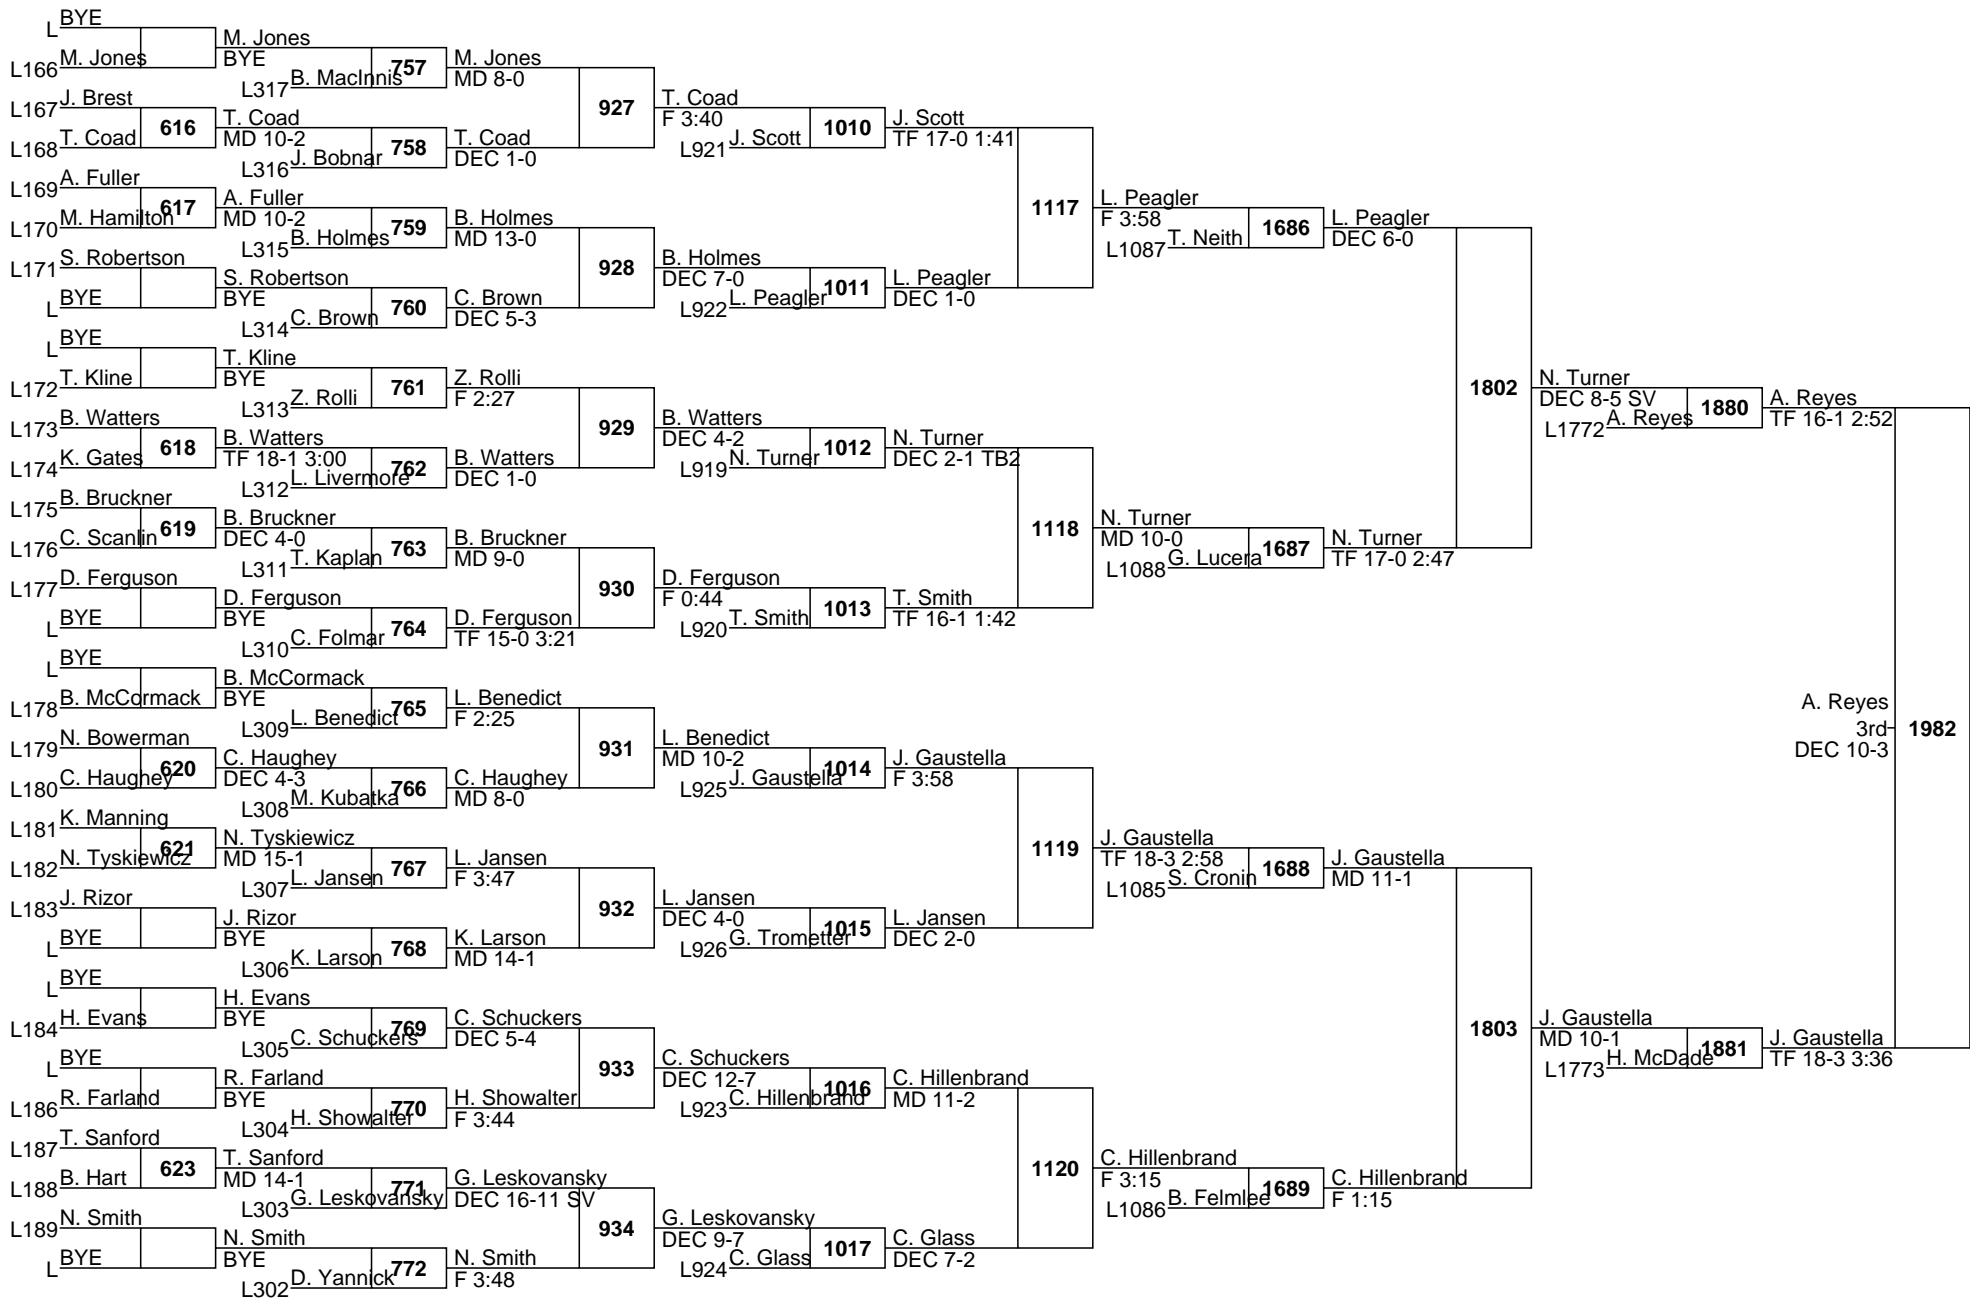 BYE
L
M. Jones
L166
M. Jones
BYE
B. MacInnis
L317
757
M. Jones
MD 8-0
J. Brest
L167
616
T. Coad
L168
T. Coad
MD 10-2
J. Bobnar
L316
758
T. Coad
DEC 1-0
927
T. Coad
F 3:40
J. Scott
L921
1010
J. Scott
TF 17-0 1:41
A. Fuller
L169
617
M. Hamilton
L170
A. Fuller
MD 10-2
B. Holmes
L315
759
B. Holmes
MD 13-0
S. Robertson
L171
BYE
L
S. Robertson
BYE
C. Brown
L314
760
C. Brown
DEC 5-3
928
B. Holmes
DEC 7-0
L. Peagler
L922
1011
L. Peagler
DEC 1-0
1117
L. Peagler
F 3:58
T. Neith
L1087
1686
L. Peagler
DEC 6-0
BYE
L
T. Kline
L172
T. Kline
BYE
Z. Rolli
L313
761
Z. Rolli
F 2:27
B. Watters
L173
618
K. Gates
L174
B. Watters
TF 18-1 3:00
L. Livermore
L312
762
B. Watters
DEC 1-0
929
B. Watters
DEC 4-2
N. Turner
L919
1012
N. Turner
DEC 2-1 TB2
B. Bruckner
L175
619
C. Scanlin
L176
B. Bruckner
DEC 4-0
T. Kaplan
L311
763
B. Bruckner
MD 9-0
D. Ferguson
L177
BYE
L
D. Ferguson
BYE
C. Folmar
L310
764
D. Ferguson
TF 15-0 3:21
930
D. Ferguson
F 0:44
T. Smith
L920
1013
T. Smith
TF 16-1 1:42
1118
N. Turner
MD 10-0
G. Lucera
L1088
1687
N. Turner
TF 17-0 2:47
1802
N. Turner
DEC 8-5 SV
A. Reyes
L1772
1880
A. Reyes
TF 16-1 2:52
BYE
L
B. McCormack
L178
B. McCormack
BYE
L. Benedict
L309
765
L. Benedict
F 2:25
N. Bowerman
L179
620
C. Haughey
L180
C. Haughey
DEC 4-3
M. Kubatka
L308
766
C. Haughey
MD 8-0
931
L. Benedict
MD 10-2
J. Gaustella
L925
1014
J. Gaustella
F 3:58
K. Manning
L181
621
N. Tyskiewicz
L182
N. Tyskiewicz
MD 15-1
L. Jansen
L307
767
L. Jansen
F 3:47
J. Rizor
L183
BYE
L
J. Rizor
BYE
K. Larson
L306
768
K. Larson
MD 14-1
932
L. Jansen
DEC 4-0
G. Trometter
L926
1015
L. Jansen
DEC 2-0
1119
J. Gaustella
TF 18-3 2:58
S. Cronin
L1085
1688
J. Gaustella
MD 11-1
BYE
L
H. Evans
L184
H. Evans
BYE
C. Schuckers
L305
769
C. Schuckers
DEC 5-4
BYE
L
R. Farland
L186
R. Farland
BYE
H. Showalter
L304
770
H. Showalter
F 3:44
933
C. Schuckers
DEC 12-7
C. Hillenbrand
L923
1016
C. Hillenbrand
MD 11-2
T. Sanford
L187
623
B. Hart
L188
T. Sanford
MD 14-1
G. Leskovansky
L303
771
G. Leskovansky
DEC 16-11 SV
N. Smith
L189
BYE
L
N. Smith
BYE
D. Yannick
L302
772
N. Smith
F 3:48
934
G. Leskovansky
DEC 9-7
C. Glass
L924
1017
C. Glass
DEC 7-2
1120
C. Hillenbrand
F 3:15
B. Felmlee
L1086
1689
C. Hillenbrand
F 1:15
1803
J. Gaustella
MD 10-1
H. McDade
L1773
1881
J. Gaustella
TF 18-3 3:36
A. Reyes
3rd
DEC 10-3
1982